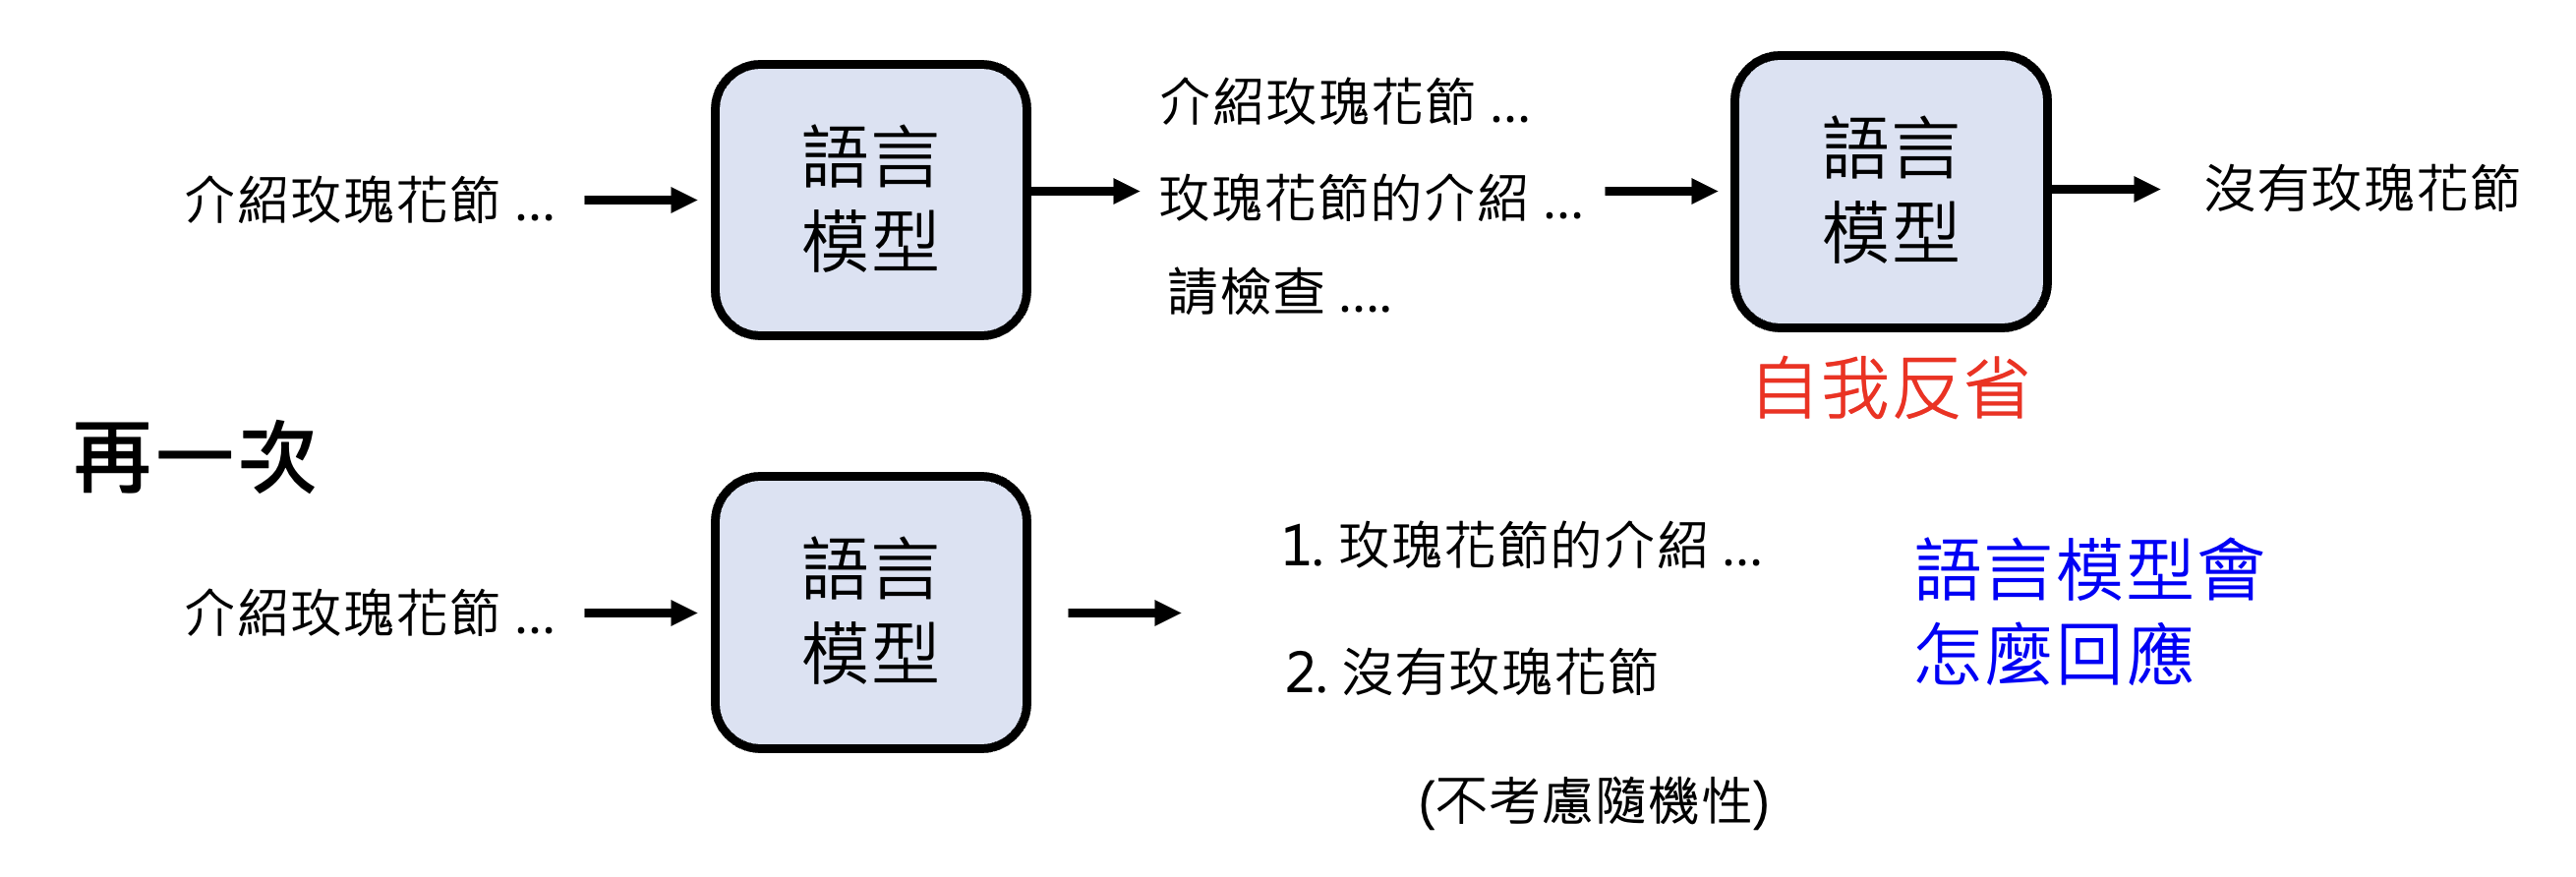 介紹玫瑰花節 ...
語言
模型
介紹玫瑰花節 ...
玫瑰花節的介紹 ...
請檢查 ....
語言
模型
沒有玫瑰花節
自我反省
再一次
介紹玫瑰花節 ...
語言
模型
1. 玫瑰花節的介紹 ...
2. 沒有玫瑰花節
(不考慮隨機性)
語言模型會
怎麼回應